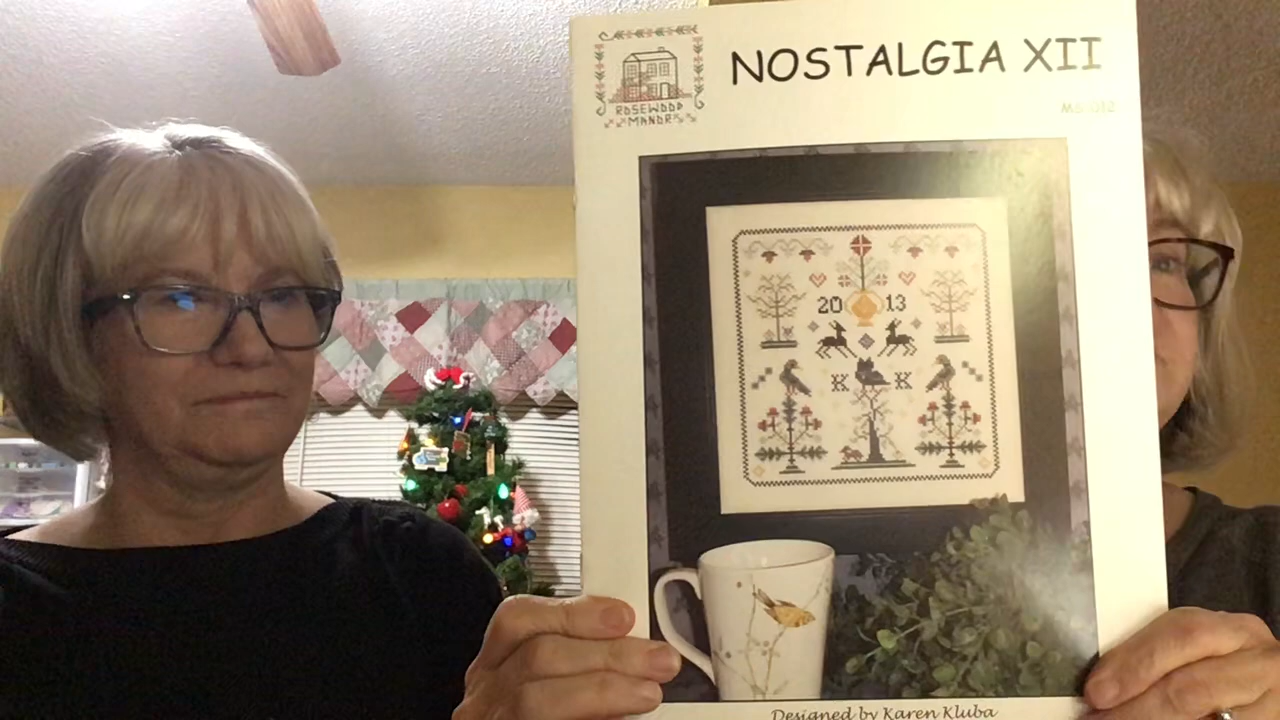 NOSTALGIA XII
ROSEWOOD
MANOR
20 13
K K
Designed by Karen Kluba